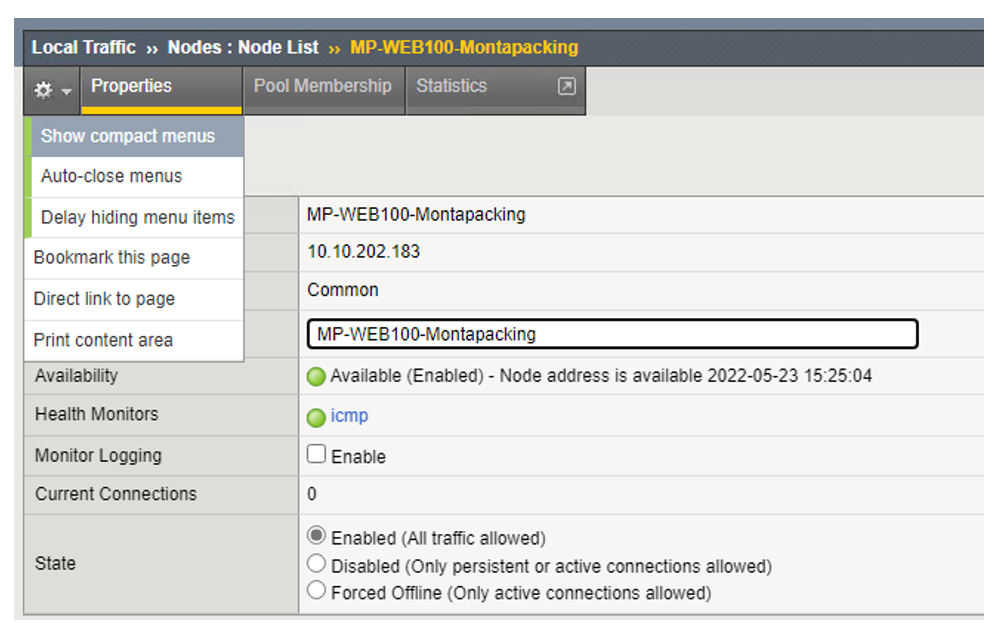 Local Traffic ›› Nodes : Node List ›› MP-WEB100-Montapacking
Properties Pool Membership Statistics
Show compact menus
Auto-close menus
Delay hiding menu items
Bookmark this page
Direct link to page
Print content area
MP-WEB100-Montapacking
10.10.202.183
Common
MP-WEB100-Montapacking
Availability Available (Enabled) - Node address is available 2022-05-23 15:25:04
Health Monitors icmp
Monitor Logging Enable
Current Connections 0
State
Enabled (All traffic allowed)
Disabled (Only persistent or active connections allowed)
Forced Offline (Only active connections allowed)